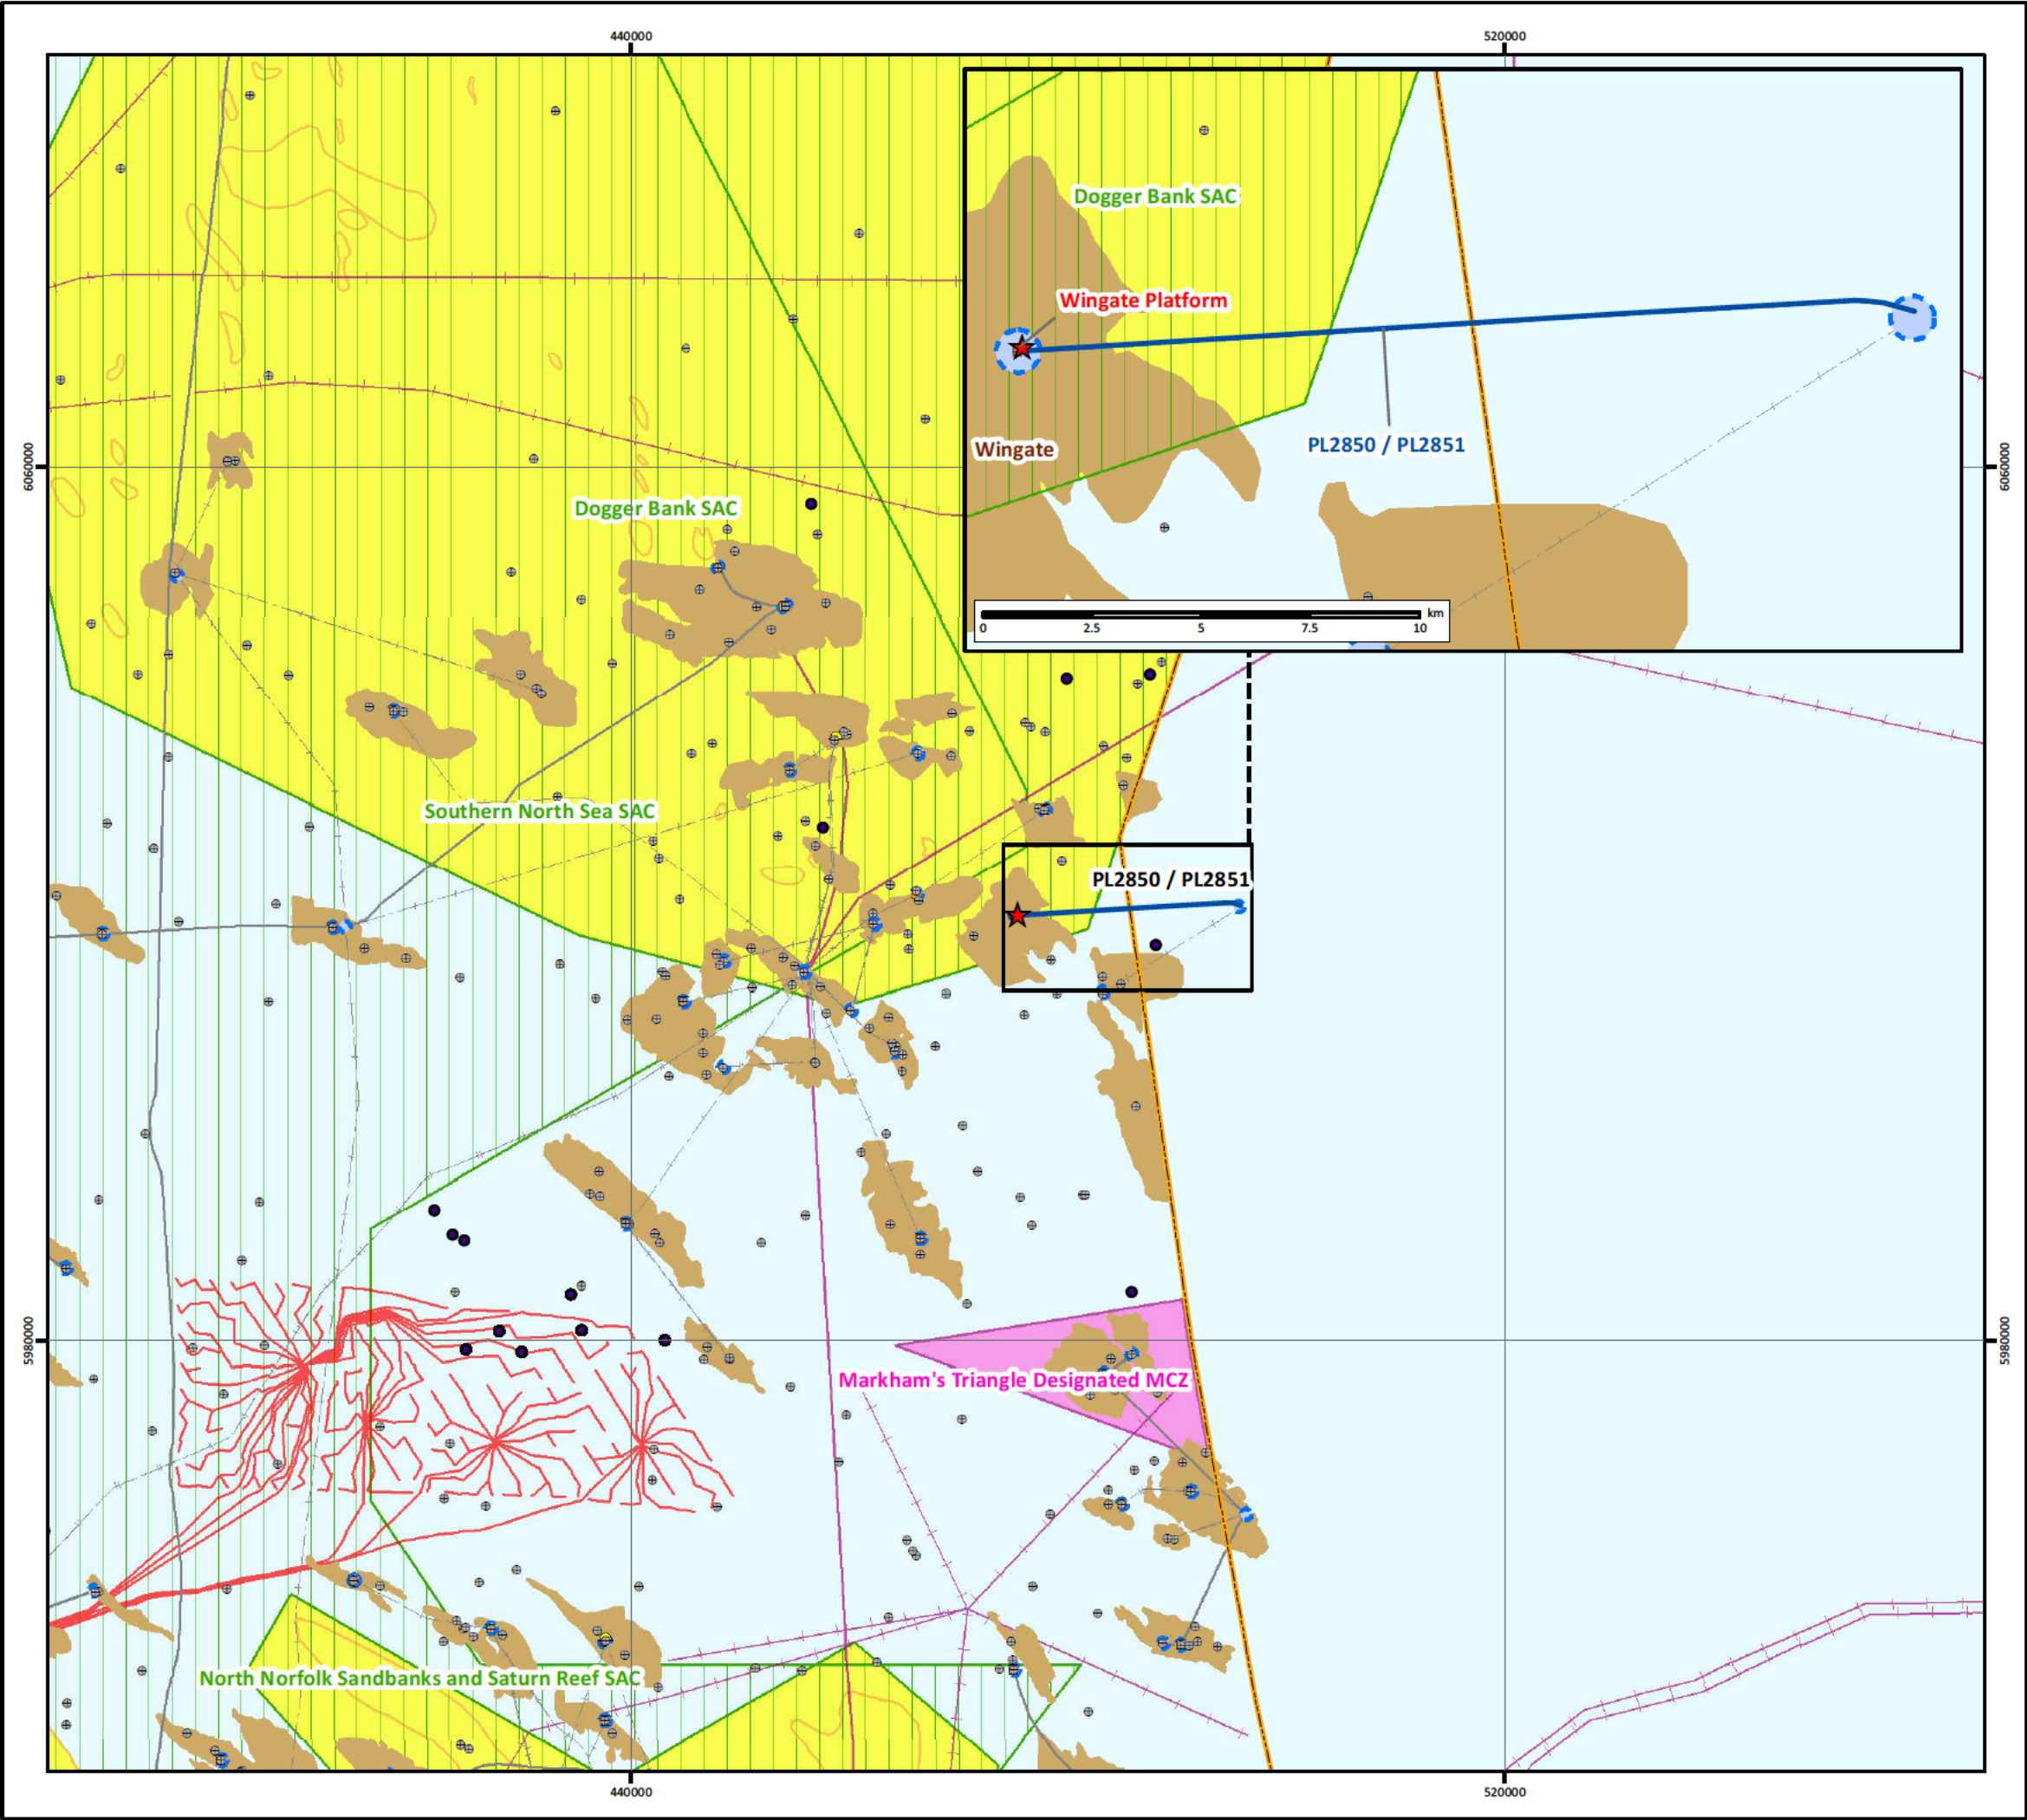 440000
520000
Dogger Bank SAC
Wingate Platform
Wingate
PL2850 / PL2851
km
0
2.5
5
7.5
10
6060000
6060000
Dogger Bank SAC
Southern North Sea SAC
PL2850 / PL2851
5980000
5980000
Markham's Triangle Designated MCZ
North Norfolk Sandbanks and Saturn Reef SAC
440000
520000